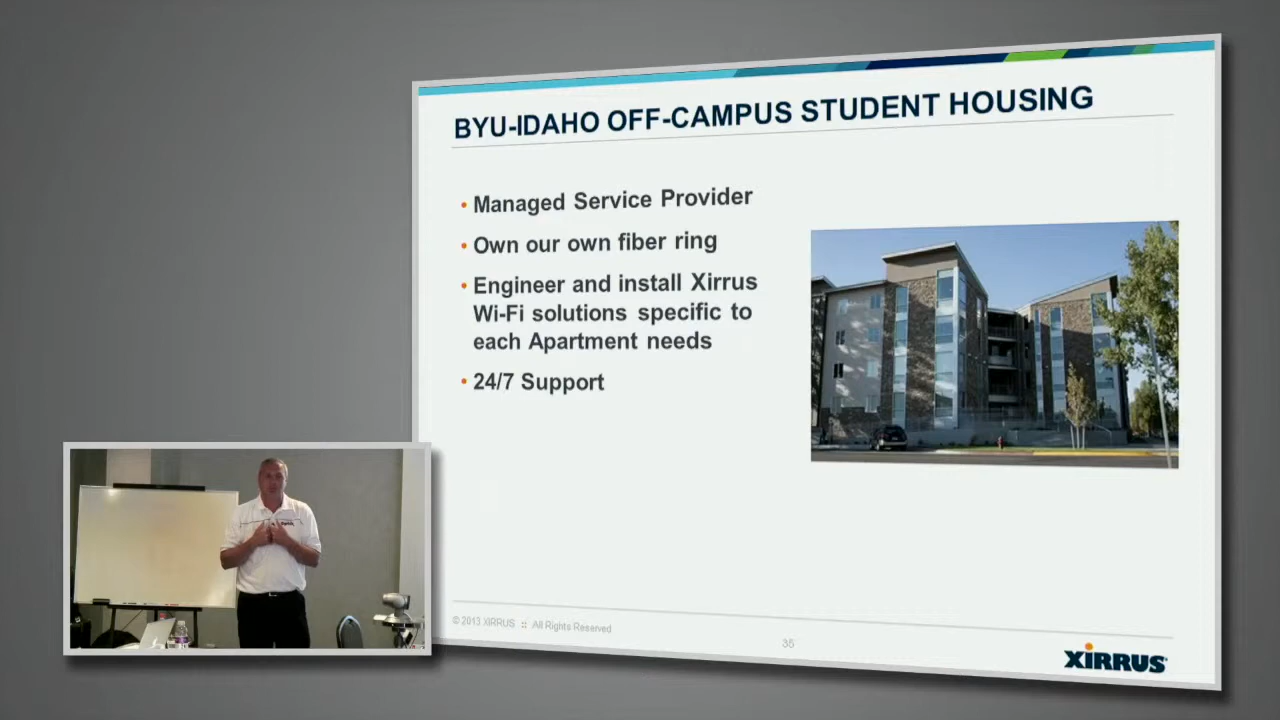 BYU-IDAHO OFF-CAMPUS STUDENT HOUSING
• Managed Service Provider
• Own our own fiber ring
• Engineer and install Xirrus
Wi-Fi solutions specific to
each Apartment needs
• 24/7 Support
© 2013 XIRRUS :: All Rights Reserved
35
XIRRUS